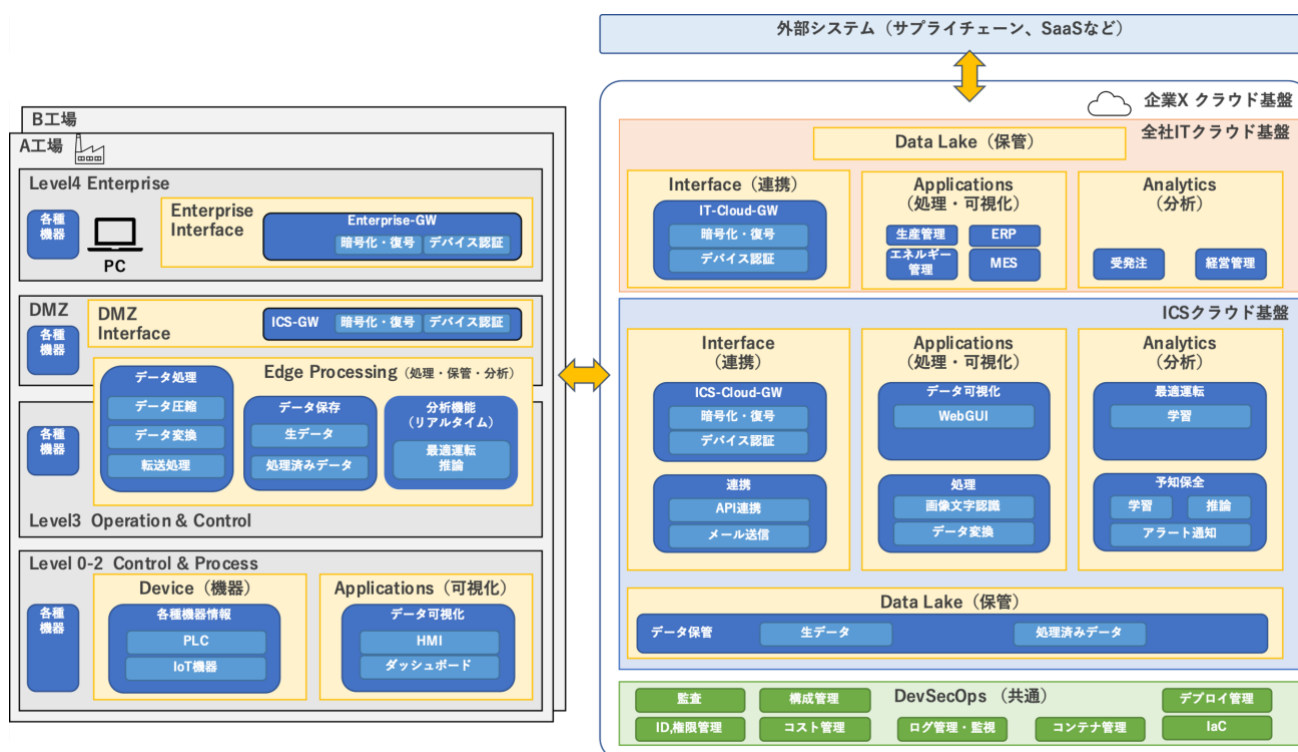 外部システム（サプライチェーン、SaaSなど）
企業X クラウド基盤
全社ITクラウド基盤
Data Lake（保管）
Interface（連携）
IT-Cloud-GW
暗号化・復号
デバイス認証
Applications
（処理・可視化）
生産管理
ERP
エネルギー
管理
MES
Analytics
（分析）
受発注
経営管理
ICSクラウド基盤
Interface
（連携）
ICS-Cloud-GW
暗号化・復号
デバイス認証
連携
API連携
メール送信
Applications
（処理・可視化）
データ可視化
WebGUI
処理
画像文字認識
データ変換
Analytics
（分析）
最適運転
学習
予知保全
学習
推論
アラート通知
Data Lake（保管）
データ保管
生データ
処理済みデータ
DevSecOps （共通）
監査
構成管理
デプロイ管理
ID,権限管理
コスト管理
ログ管理・監視
コンテナ管理
IaC
B工場
A工場
Level4 Enterprise
各種
機器
PC
Enterprise
Interface
Enterprise-GW
暗号化・復号
デバイス認証
DMZ
各種
機器
DMZ
Interface
ICS-GW
暗号化・復号
デバイス認証
Edge Processing（処理・保管・分析）
データ処理
データ圧縮
データ変換
転送処理
データ保存
生データ
処理済みデータ
分析機能
（リアルタイム）
最適運転
推論
各種
機器
Level3 Operation & Control
Level 0-2 Control & Process
各種
機器
Device（機器）
各種機器情報
PLC
IoT機器
Applications（可視化）
データ可視化
HMI
ダッシュボード